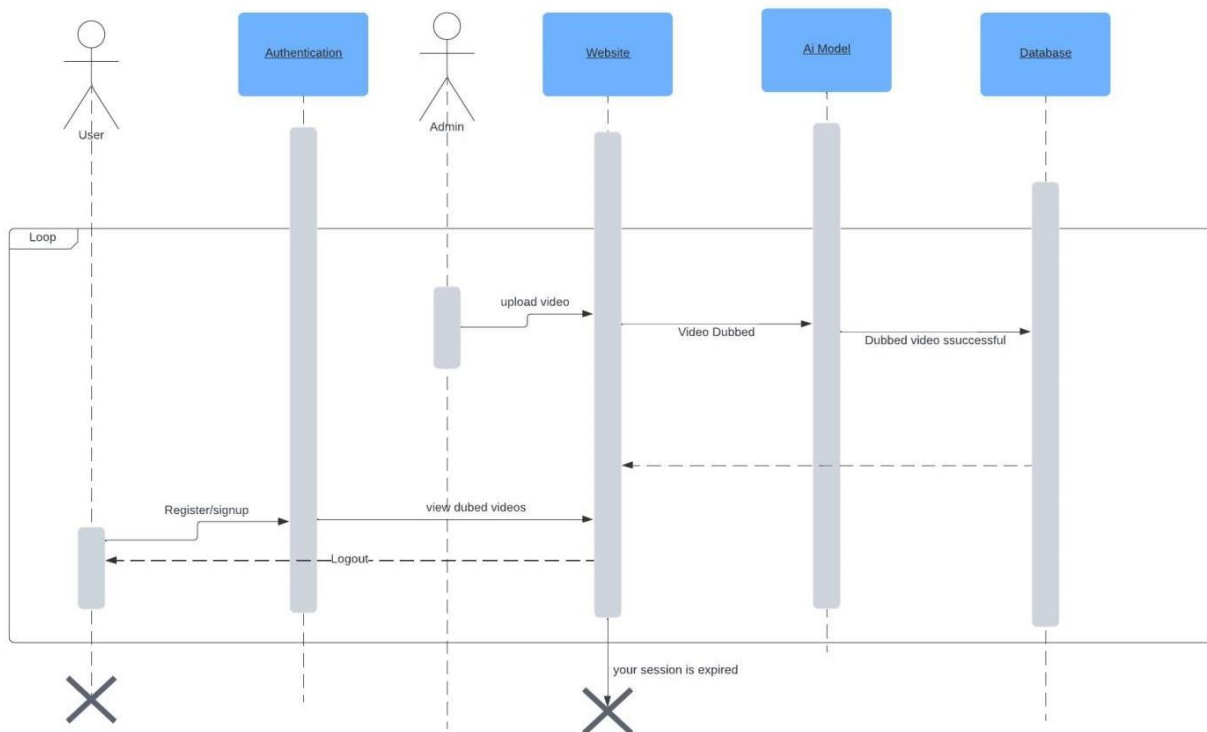 Authentication
Website
Ai Model
Database
User
Admin
Loop
upload video
Video Dubbed
Dubbed video ssuccessful
Register/signup
view dubed videos
Logout
your session is expired